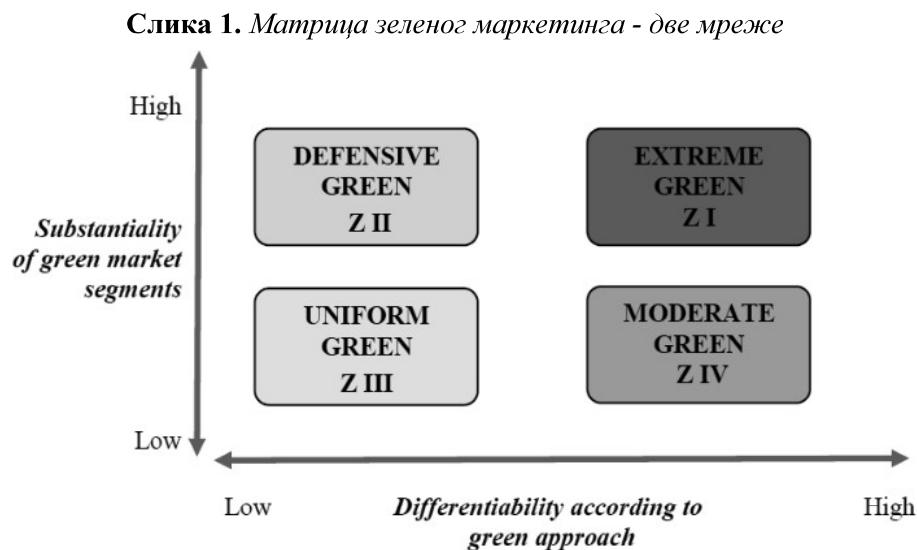 Слика 1. Матрица зеленог маркетинга - две мреже
High
DEFENSIVE
GREEN
Z II
EXTREME
GREEN
Z I
Substantiality
of green market
segments
UNIFORM
GREEN
Z III
MODERATE
GREEN
Z IV
Low
Low
Differentiability according to
green approach
High